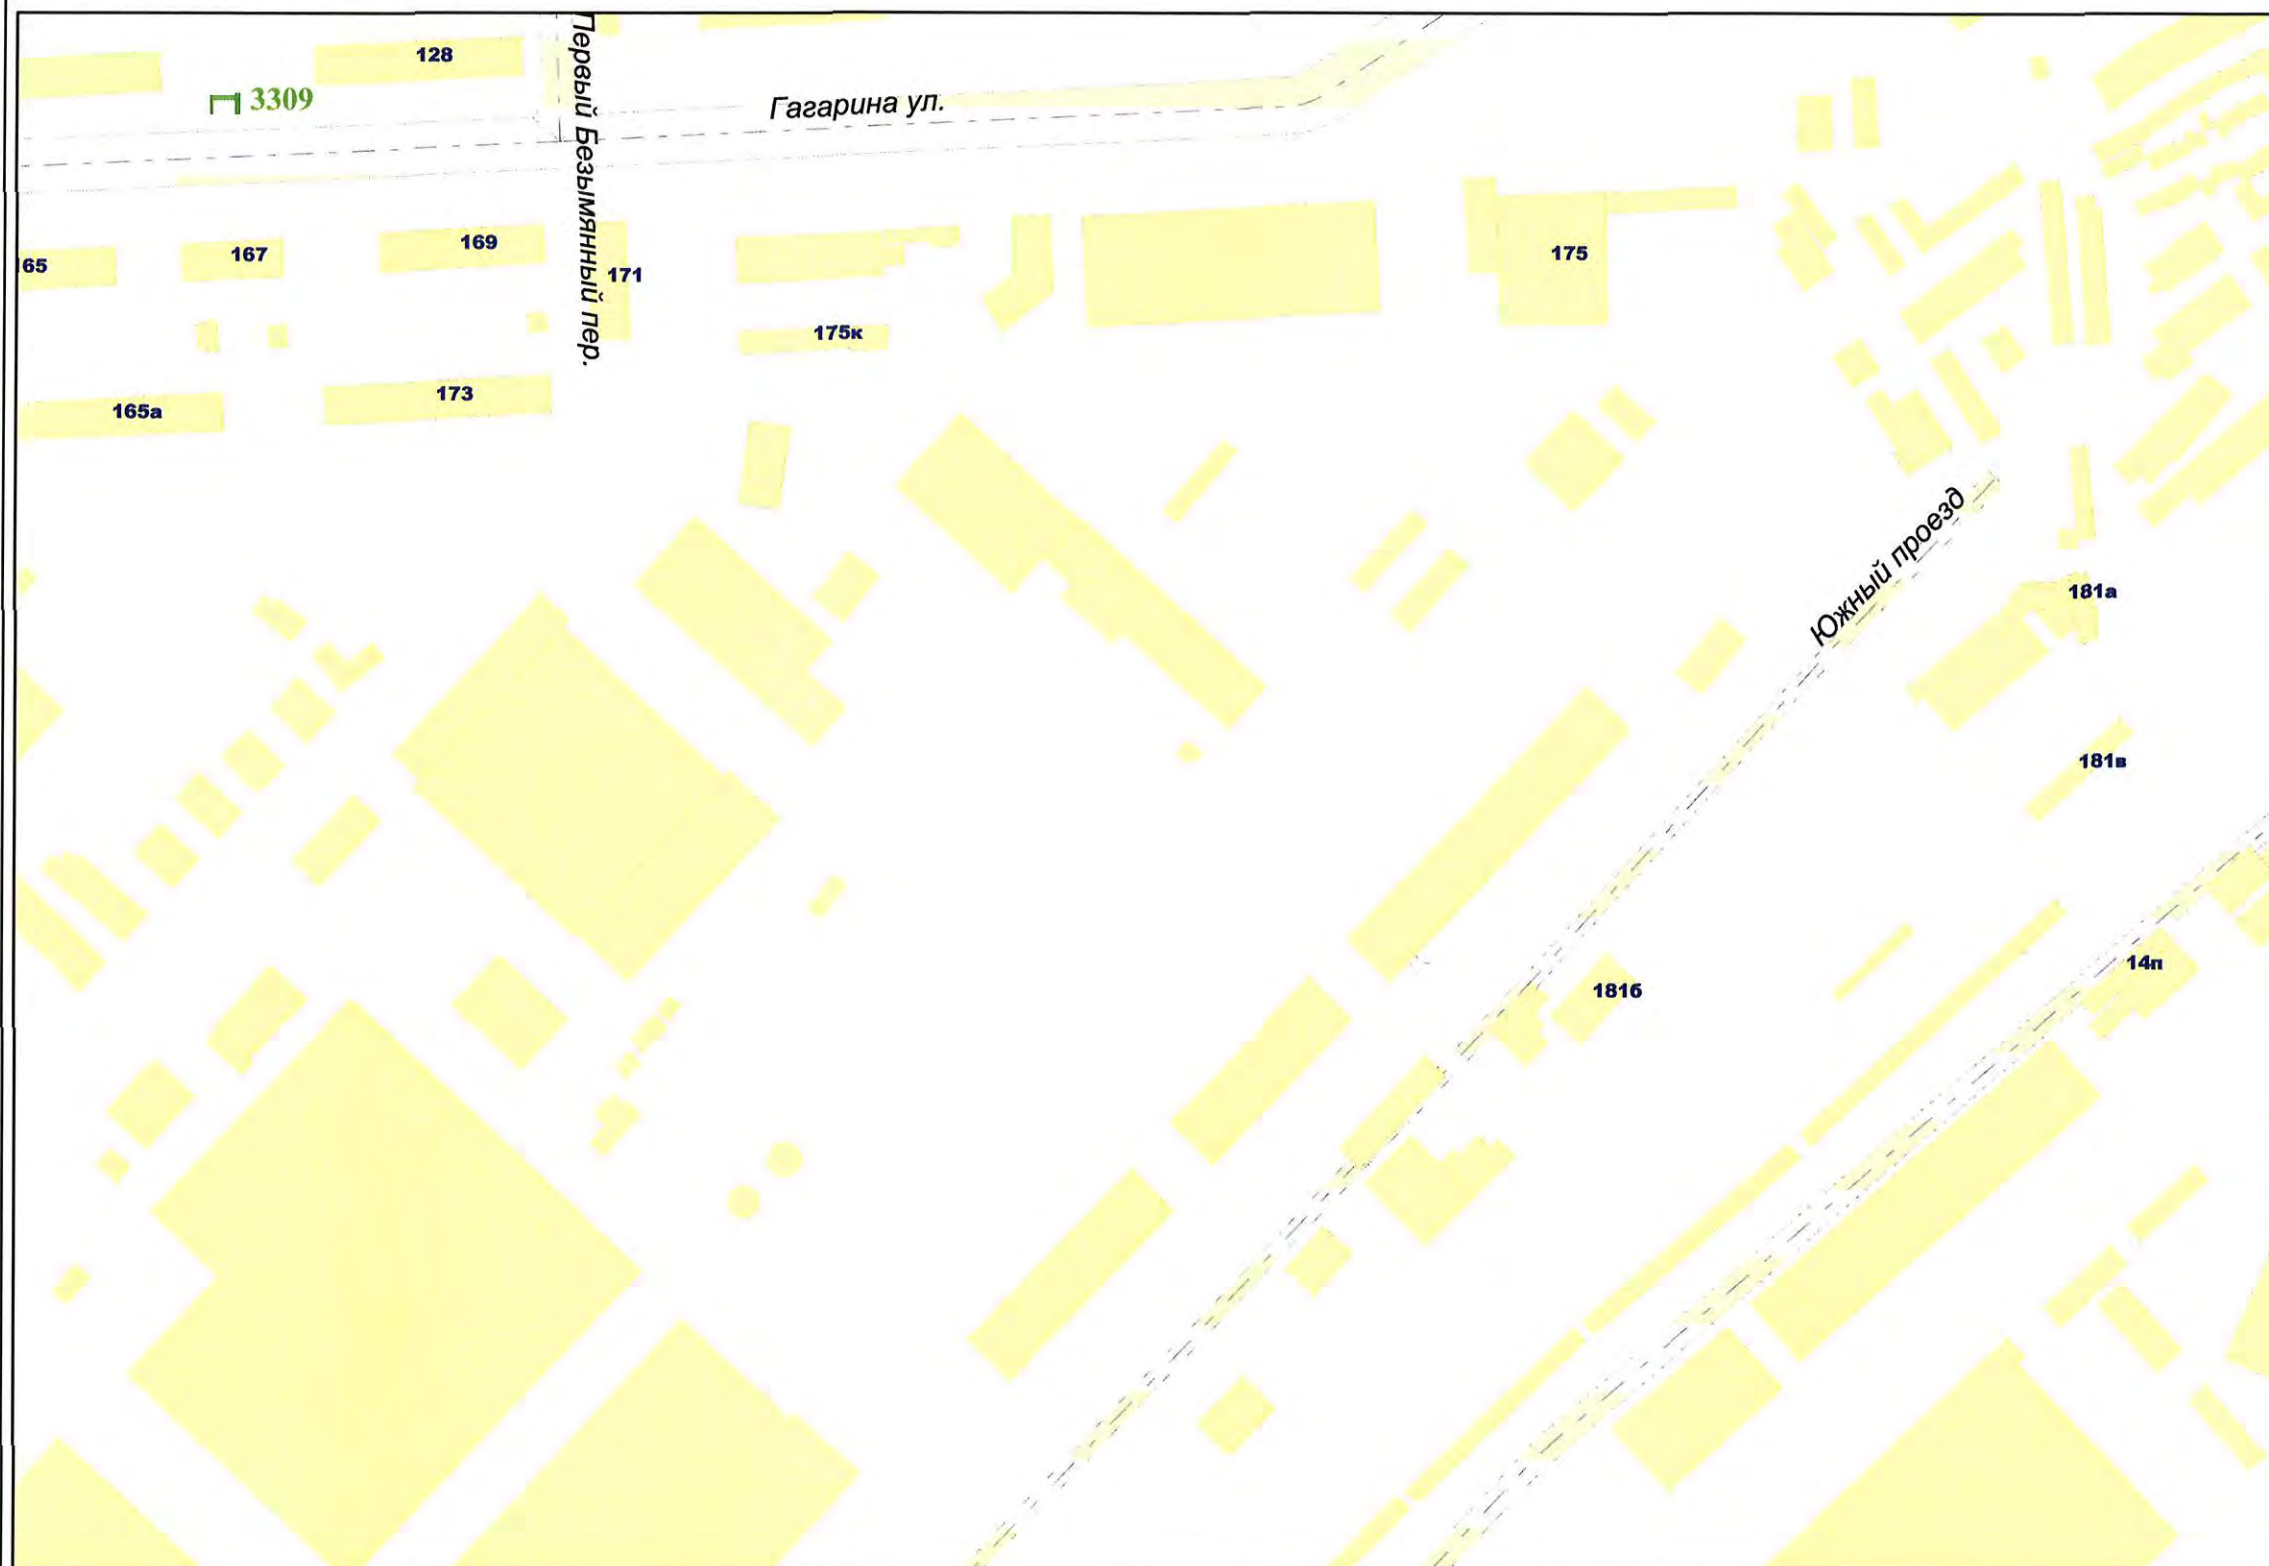 128
3309
Первый Безымянный пер.
Гагарина ул.
65
167
169
171
175
175к
165а
173
Южный проезд
181а
181в
181б
14п